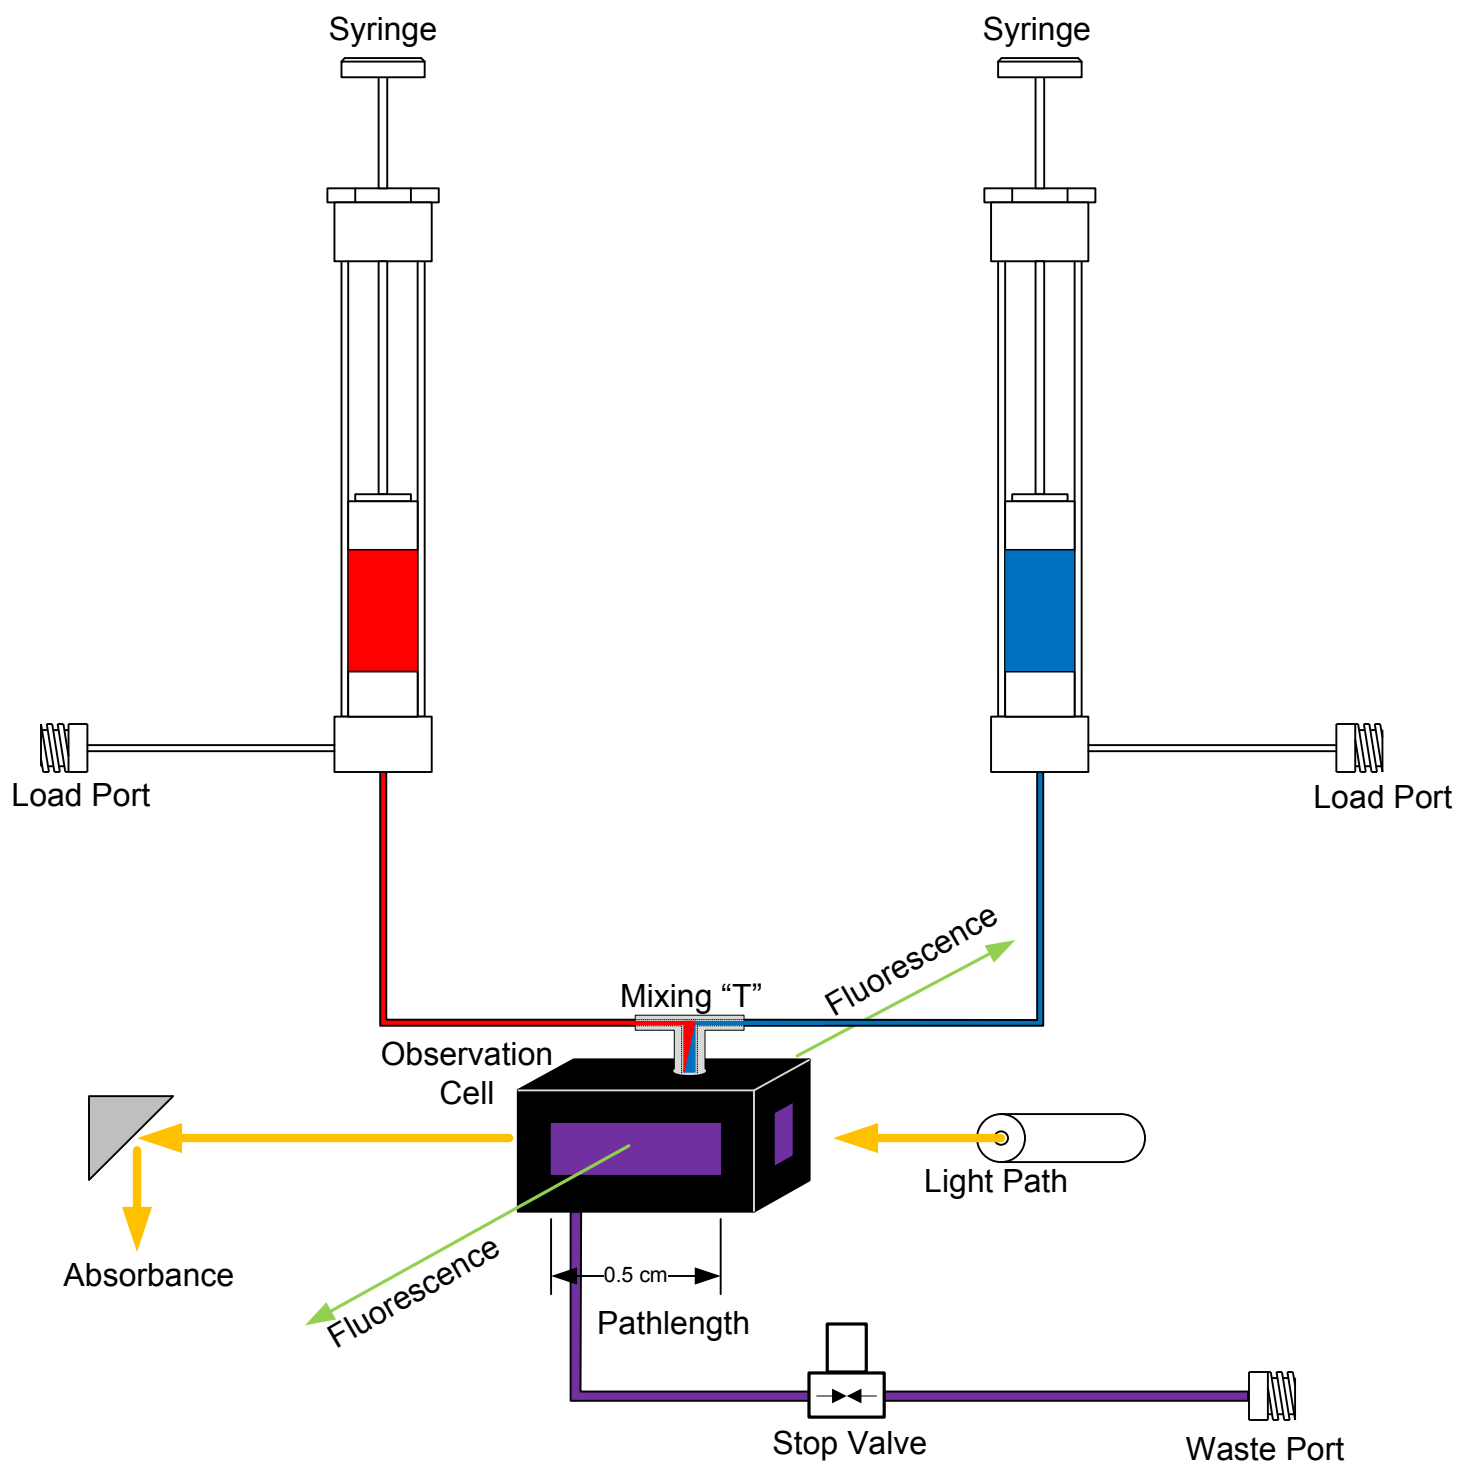 Syringe
Syringe
Load Port
Load Port
Fluorescence
Mixing “T”
Observation
Cell
Light Path
Absorbance
Fluorescence
0.5 cm
Pathlength
Stop Valve
Waste Port